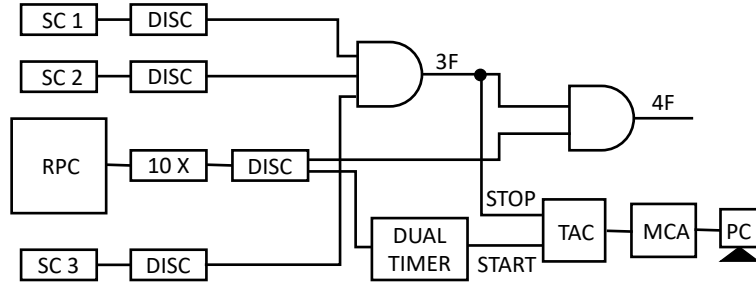 SC 1
DISC
SC 2
DISC
3F
4F
RPC
10 X
DISC
STOP
DUAL
TIMER
START
TAC
MCA
PC
SC 3
DISC